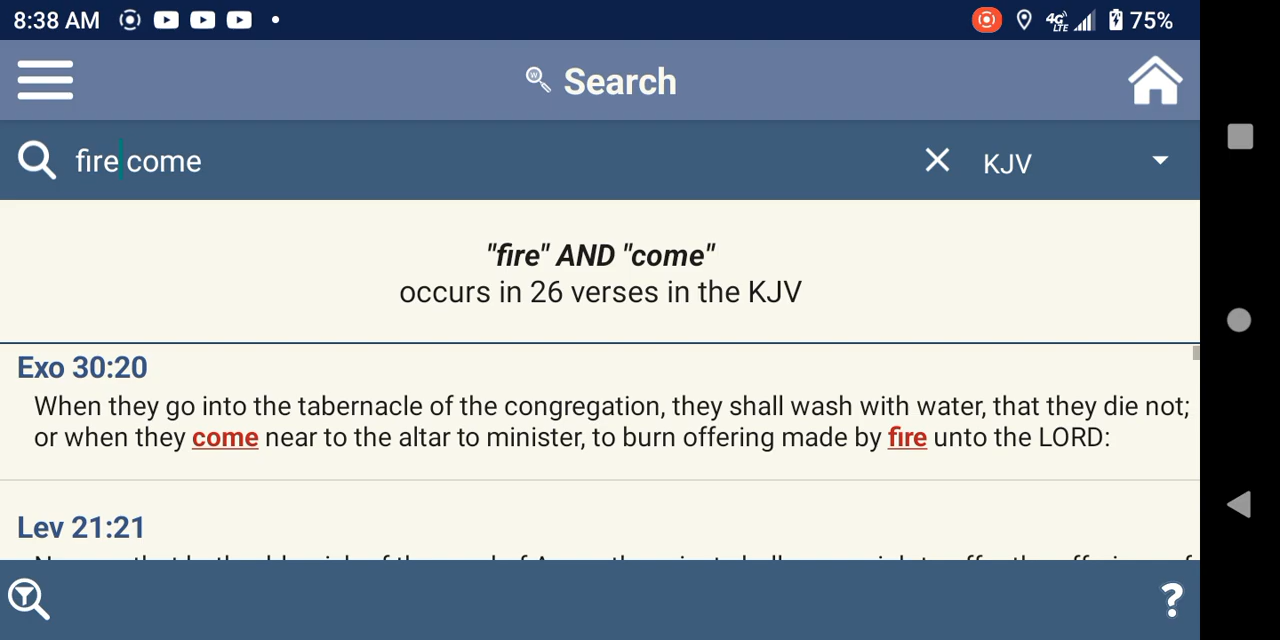 8:38 AM
4G LTE 75%
Search
fire come
KJV
"fire" AND "come"
occurs in 26 verses in the KJV
Exo 30:20
When they go into the tabernacle of the congregation, they shall wash with water, that they die not;
or when they come near to the altar to minister, to burn offering made by fire unto the LORD:
Lev 21:21